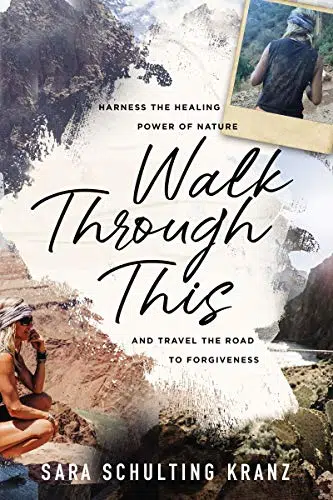 HARNESS THE HEALING
POWER OF NATURE
Walk
Through
This
AND TRAVEL THE ROAD
TO FORGIVENESS
SARA SCHULTING KRANZ